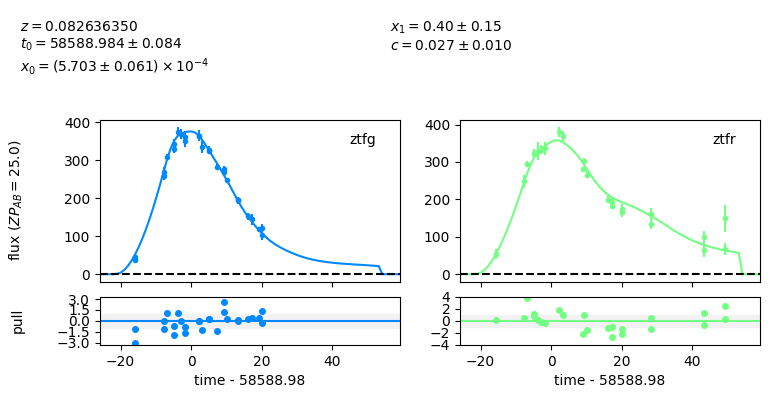 z = 0.082636350
t₀ = 58588.984 ± 0.084
x₀ = (5.703 ± 0.061) × 10⁻⁴
x₁ = 0.40 ± 0.15
c = 0.027 ± 0.010
flux (ZP_AB = 25.0)
400
300
200
100
0
ztfg
400
300
200
100
0
ztfr
pull
3.0
1.5
0.0
−1.5
−3.0
−20
0
20
40
time - 58588.98
4
2
0
−2
−4
−20
0
20
40
time - 58588.98